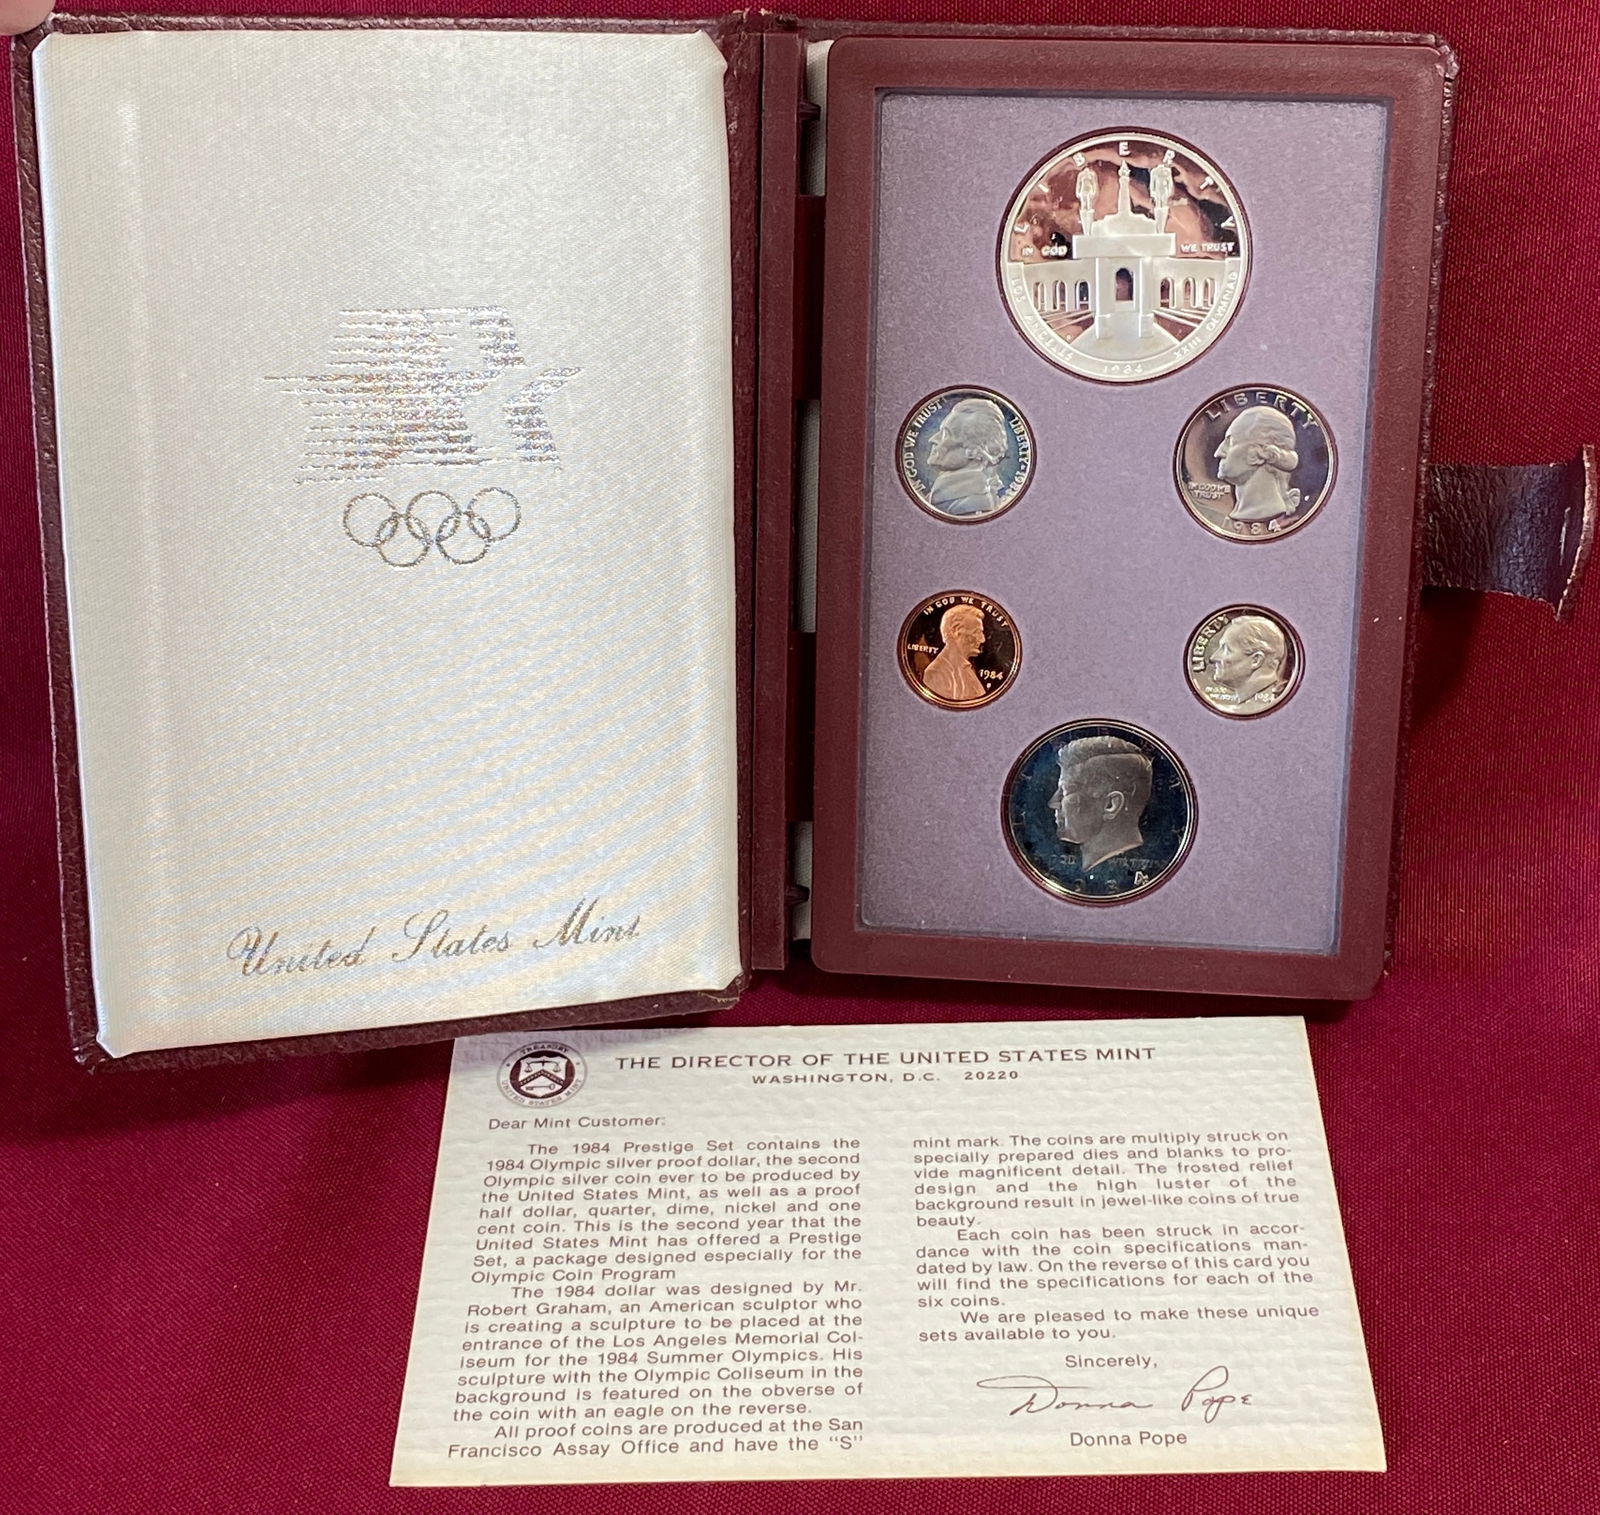 United States Mint
LIBERTY
IN GOD WE TRUST
LOS ANGELES XXIII OLYMPIAD
1984
IN GOD WE TRUST LIBERTY 1984
LIBERTY
IN GOD WE
TRUST
1984
IN GOD WE TRUST
LIBERTY
1984
S
LIBERTY
IN GOD
WE TRUST
1984
LIBERTY
GOD WE TRUST
1984
TREASURY
UNITED STATES MINT
THE DIRECTOR OF THE UNITED STATES MINT
WASHINGTON, D.C. 20220
Dear Mint Customer:
The 1984 Prestige Set contains the
1984 Olympic silver proof dollar, the second
Olympic silver coin ever to be produced by
the United States Mint, as well as a proof
half dollar, quarter, dime, nickel and one
cent coin. This is the second year that the
United States Mint has offered a Prestige
Set, a package designed especially for the
Olympic Coin Program
The 1984 dollar was designed by Mr.
Robert Graham, an American sculptor who
is creating a sculpture to be placed at the
entrance of the Los Angeles Memorial Col-
iseum for the 1984 Summer Olympics. His
sculpture with the Olympic Coliseum in the
background is featured on the obverse of
the coin with an eagle on the reverse.
All proof coins are produced at the San
Francisco Assay Office and have the "S"
mint mark. The coins are multiply struck on
specially prepared dies and blanks to pro-
vide magnificent detail. The frosted relief
design and the high luster of the
background result in jewel-like coins of true
beauty.
Each coin has been struck in accor-
dance with the coin specifications man-
dated by law. On the reverse of this card you
will find the specifications for each of the
six coins.
We are pleased to make these unique
sets available to you.
Sincerely,
Donna Pope
Donna Pope